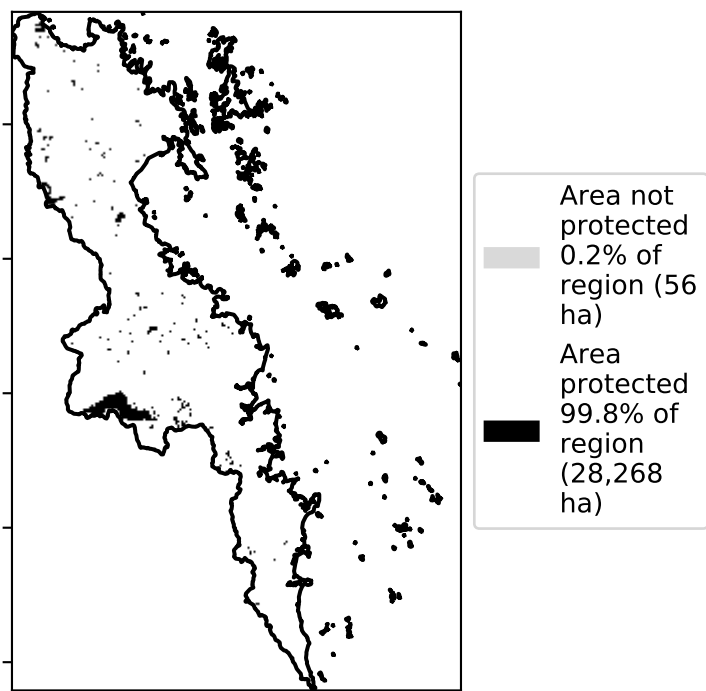 Area not
protected
0.2% of
region (56
ha)
Area
protected
99.8% of
region
(28,268
ha)